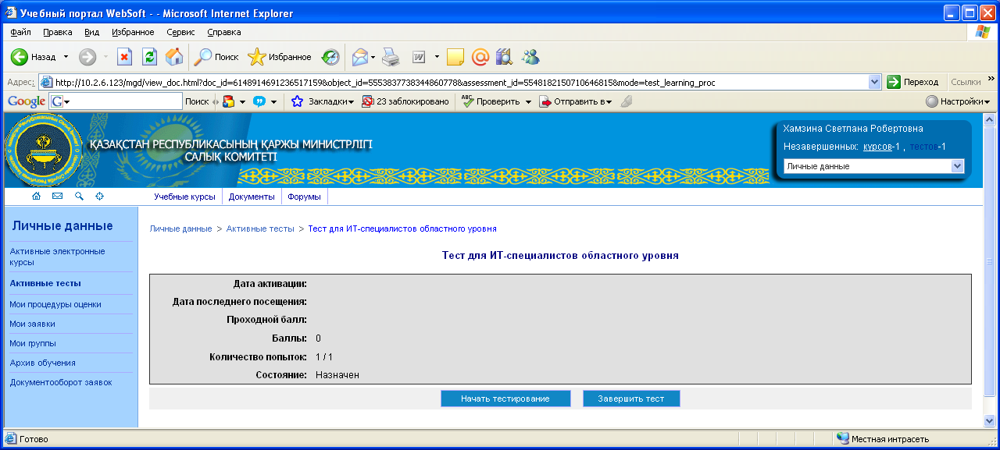 Учебный портал WebSoft - - Microsoft Internet Explorer
Файл Правка Вид Избранное Сервис Справка
Назад Поиск Избранное
Адрес: http://10.2.6.123/mgd/view_doc.html?doc_id=6148914691236517159&object_id=5553837738344860778&assessment_id=5548182150710646815&mode=test_learning_proc Переход Ссылки »
Google G Поиск Закладки 23 заблокировано ABC Проверить Отправить в Настройки
ҚАЗАҚСТАН РЕСПУБЛИКАСЫНЫҢ ҚАРЖЫ МИНИСТРЛІГІ
САЛЫҚ КОМИТЕТІ
Хамзина Светлана Робертовна
Незавершенных: курсов-1 , тестов-1
Личные данные
Учебные курсы Документы Форумы
Личные данные
Активные электронные
курсы
Активные тесты
Мои процедуры оценки
Мои заявки
Мои группы
Архив обучения
Документооборот заявок
Личные данные > Активные тесты > Тест для ИТ-специалистов областного уровня
Тест для ИТ-специалистов областного уровня
Дата активации:
Дата последнего посещения:
Проходной балл:
Баллы: 0
Количество попыток: 1 / 1
Состояние: Назначен
Начать тестирование Завершить тест
Готово Местная интрасеть